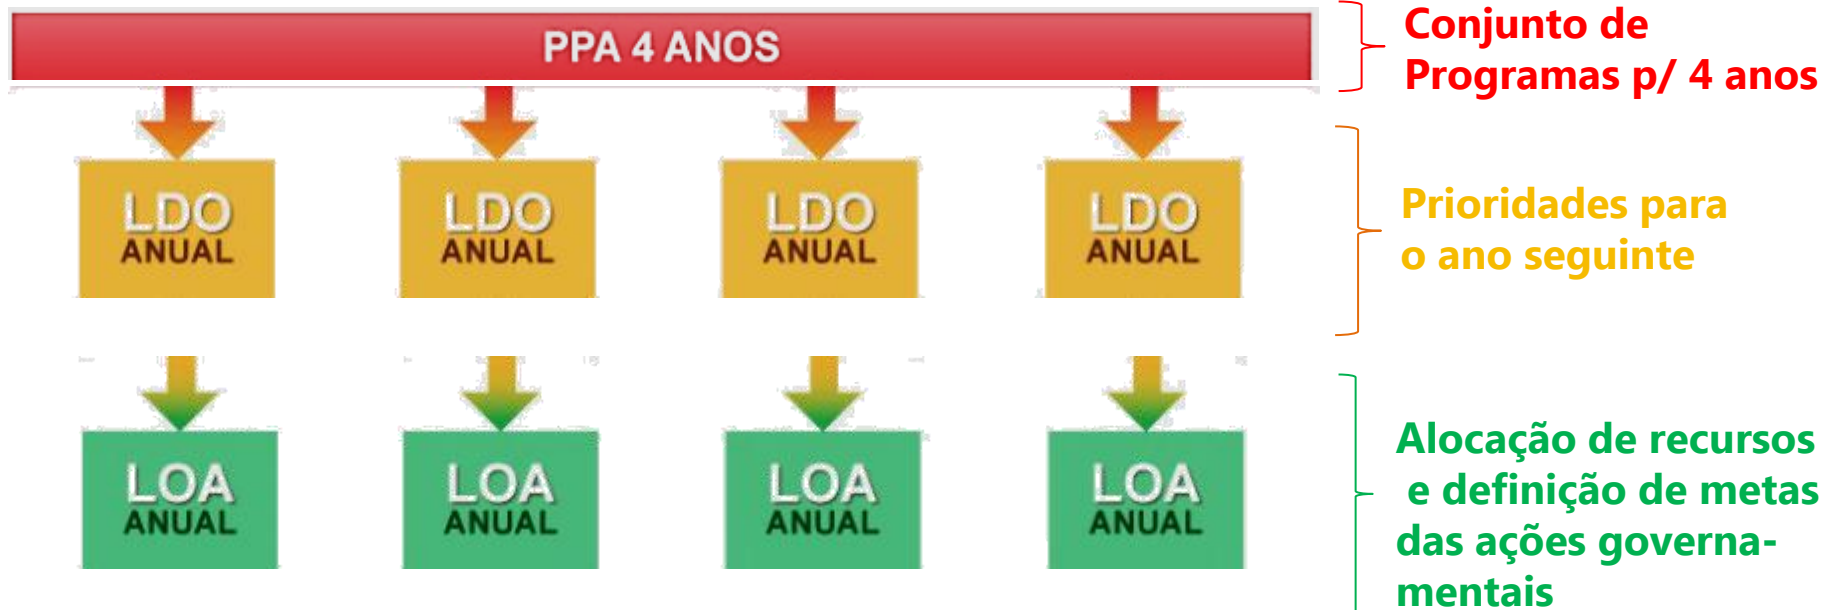 PPA 4 ANOS
Conjunto de
Programas p/ 4 anos
LDO
ANUAL
LDO
ANUAL
LDO
ANUAL
LDO
ANUAL
Prioridades para
o ano seguinte
LOA
ANUAL
LOA
ANUAL
LOA
ANUAL
LOA
ANUAL
Alocação de recursos
e definição de metas
das ações governa-
mentais